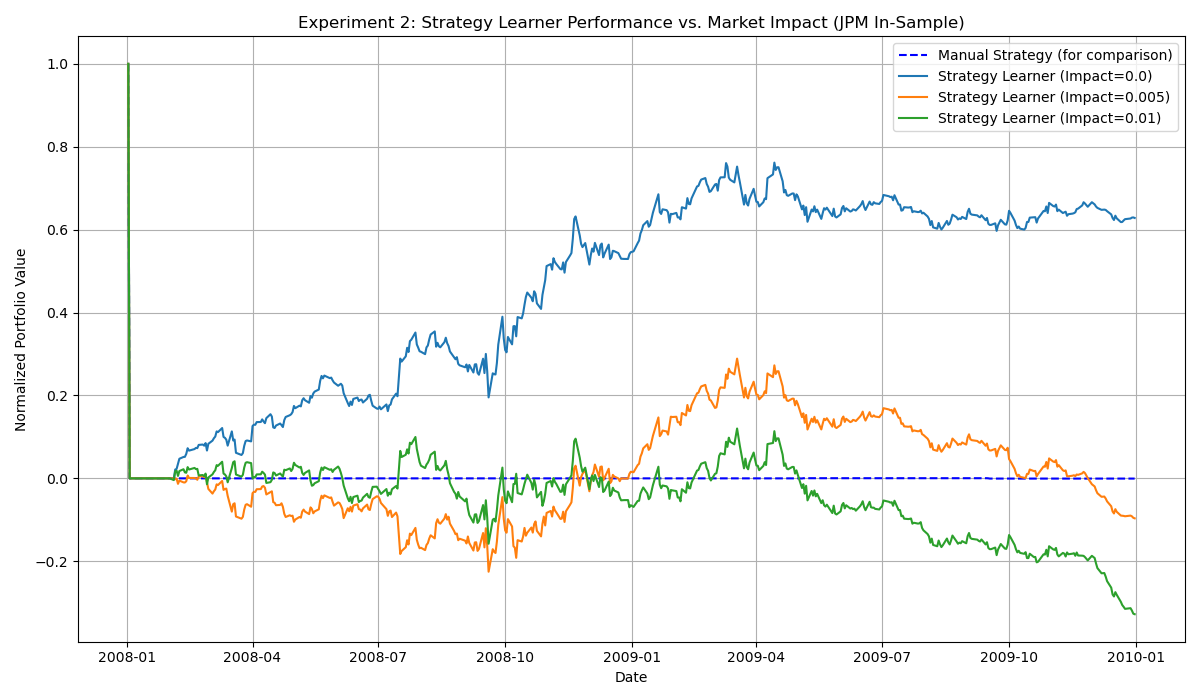 Experiment 2: Strategy Learner Performance vs. Market Impact (JPM In-Sample)
Manual Strategy (for comparison)
Strategy Learner (Impact=0.0)
Strategy Learner (Impact=0.005)
Strategy Learner (Impact=0.01)
Normalized Portfolio Value
1.0
0.8
0.6
0.4
0.2
0.0
−0.2
2008-01
2008-04
2008-07
2008-10
2009-01
2009-04
2009-07
2009-10
2010-01
Date